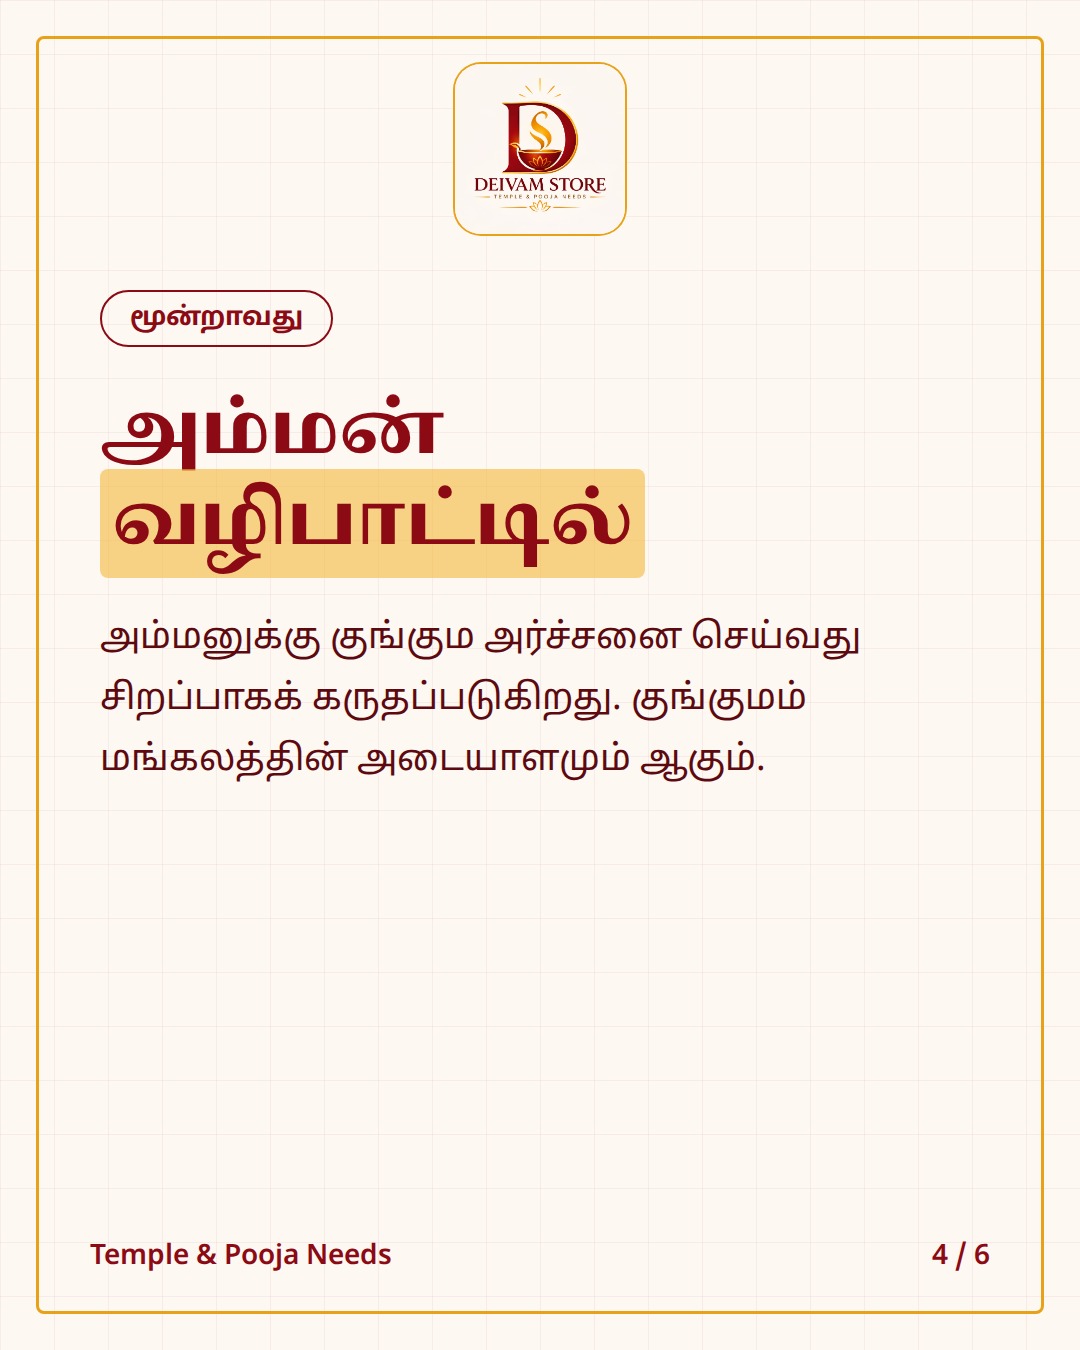 DEIVAM STORE
TEMPLE & POOJA NEEDS
மூன்றாவது
அம்மன்
வழிபாட்டில்
அம்மனுக்கு குங்கும அர்ச்சனை செய்வது
சிறப்பாகக் கருதப்படுகிறது. குங்குமம்
மங்கலத்தின் அடையாளமும் ஆகும்.
Temple & Pooja Needs
4 / 6